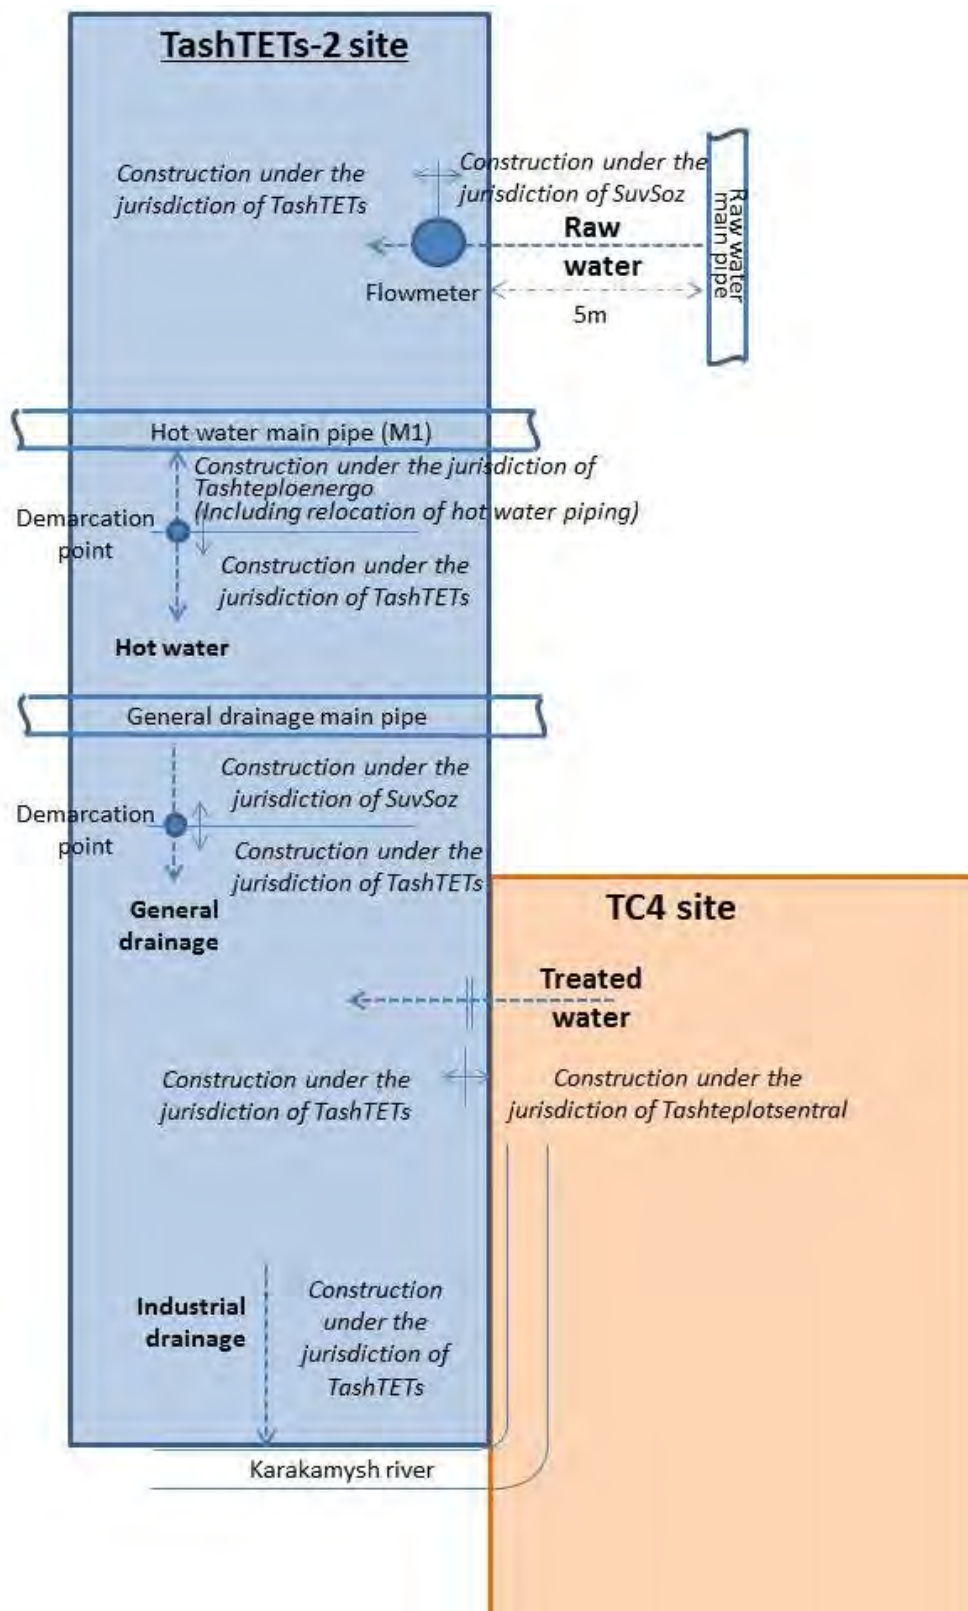 TashTETs-2 site
Construction under the
jurisdiction of TashTETs
Construction under the
jurisdiction of SuvSoz
Raw
water
Raw water
main pipe
Flowmeter
5m
Hot water main pipe (M1)
Construction under the jurisdiction of
Tashteploenergo
(Including relocation of hot water piping)
Demarcation
point
Construction under the
jurisdiction of TashTETs
Hot water
General drainage main pipe
Construction under the
jurisdiction of SuvSoz
Demarcation
point
Construction under the
jurisdiction of TashTETs
General
drainage
TC4 site
Treated
water
Construction under the
jurisdiction of TashTETs
Construction under the
jurisdiction of Tashteplotsentral
Industrial
drainage
Construction
under the
jurisdiction of
TashTETs
Karakamysh river